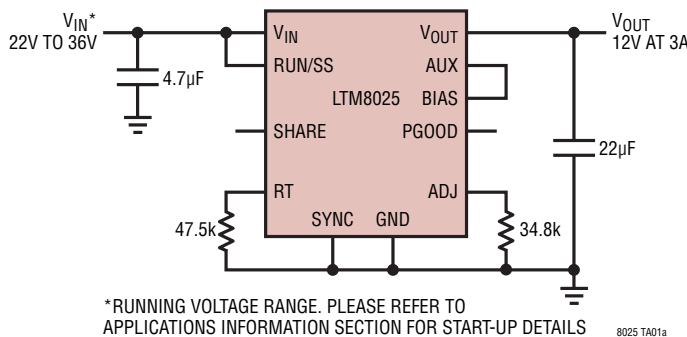 VIN*
22V TO 36V
4.7µF
VIN
RUN/SS
SHARE
RT
47.5k
LTM8025
VOUT
AUX
BIAS
PGOOD
ADJ
SYNC GND
34.8k
VOUT
12V AT 3A
22µF
*RUNNING VOLTAGE RANGE. PLEASE REFER TO
APPLICATIONS INFORMATION SECTION FOR START-UP DETAILS
8025 TA01a